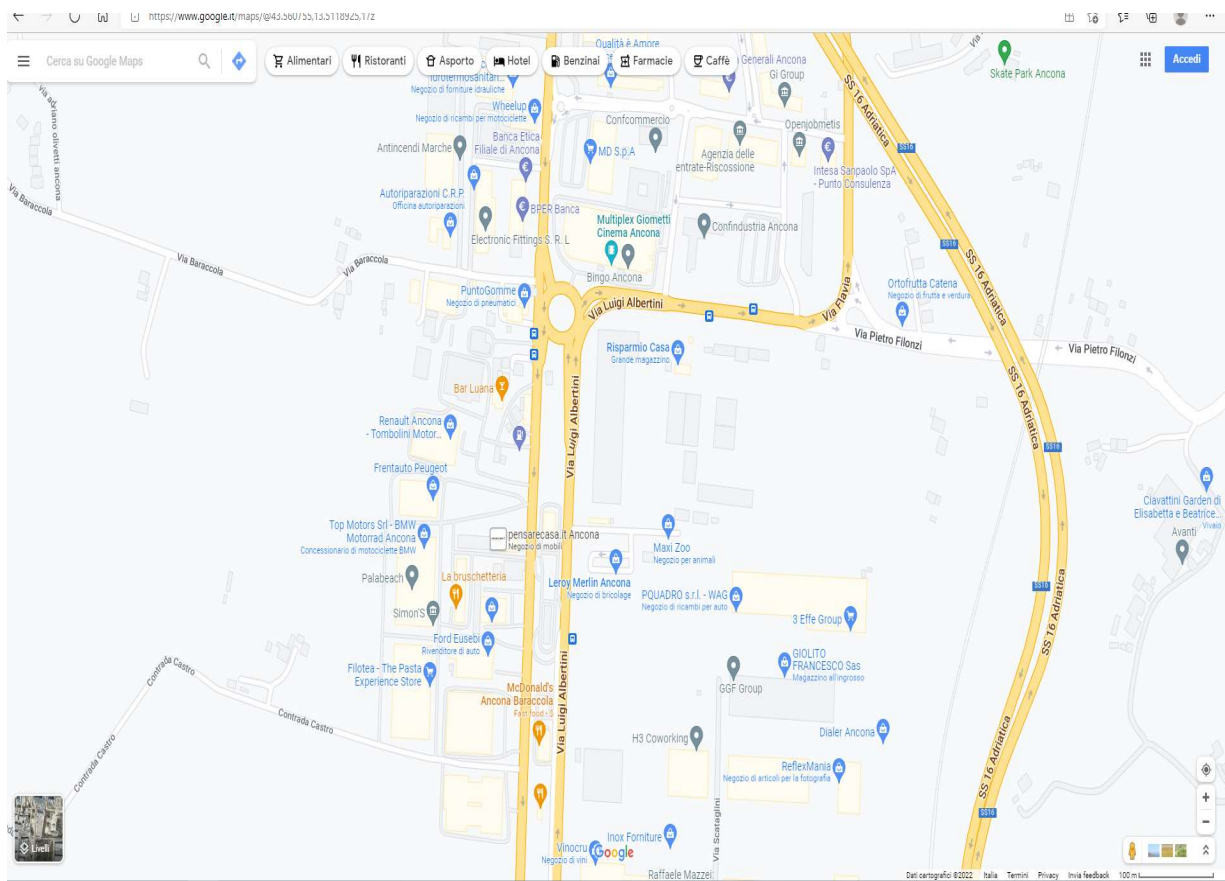 https://www.google.it/maps/@43.560755,13.5118925,17z
Cerca su Google Maps
Alimentari
Ristoranti
Asporto
Hotel
Benzinai
Farmacie
Caffè
Accedi
Qualità è Amore
Generali Ancona
Gi Group
Skate Park Ancona
Negozio di forniture idrauliche
Wheelup
Negozio di ricambi per motociclette
Confcommercio
Openjobmetis
SS 16 Adriatica
SS16
Via adriano olivetti ancona
Antincendi Marche
Banca Etica
Filiale di Ancona
MD S.p.A
Agenzia delle
entrate-Riscossione
Intesa Sanpaolo SpA
- Punto Consulenza
Via Baraccola
Autoriparazioni C.R.P
Officina autoriparazioni
BPER Banca
Electronic Fittings S. R. L
Multiplex Giometti
Cinema Ancona
Confindustria Ancona
Bingo Ancona
SS16
SS 16 Adriatica
Via Baraccola
Via Baraccola
PuntoGomme
Negozio di pneumatici
Via Luigi Albertini
Via Flavia
Ortofrutta Catena
Negozio di frutta e verdura
Via Pietro Filonzi
Via Pietro Filonzi
Risparmio Casa
Grande magazzino
Bar Luana
SS 16 Adriatica
Via Luigi Albertini
Renault Ancona
- Tombolini Motor...
SS16
Frentauto Peugeot
Ciavattini Garden di
Elisabetta e Beatrice...
Vivaio
Top Motors Srl - BMW
Motorrad Ancona
Concessionario di motociclette BMW
pensarecasa.it Ancona
Negozio di mobili
Maxi Zoo
Negozio per animali
Avanti
Palabeach
La bruschetteria
Leroy Merlin Ancona
Negozio di bricolage
PQUADRO s.r.l. - WAG
Negozio di ricambi per auto
SS16
Simon'S
3 Effe Group
SS 16 Adriatica
Ford Eusebi
Rivenditore di auto
Filotea - The Pasta
Experience Store
GIOLITO
FRANCESCO Sas
Magazzino all'ingrosso
GGF Group
Contrada Castro
McDonald's
Ancona Baraccola
Fast food • $
Via Luigi Albertini
Contrada Castro
H3 Coworking
Dialer Ancona
Contrada Castro
ReflexMania
Negozio di articoli per la fotografia
SS 16 Adriatica
SS16
Via Scataglini
Livelli
Inox Forniture
Vinocru
Negozio di vini
Google
Raffaele Mazzei
Dati cartografici ©2022
Italia
Termini
Privacy
Invia feedback
100 m